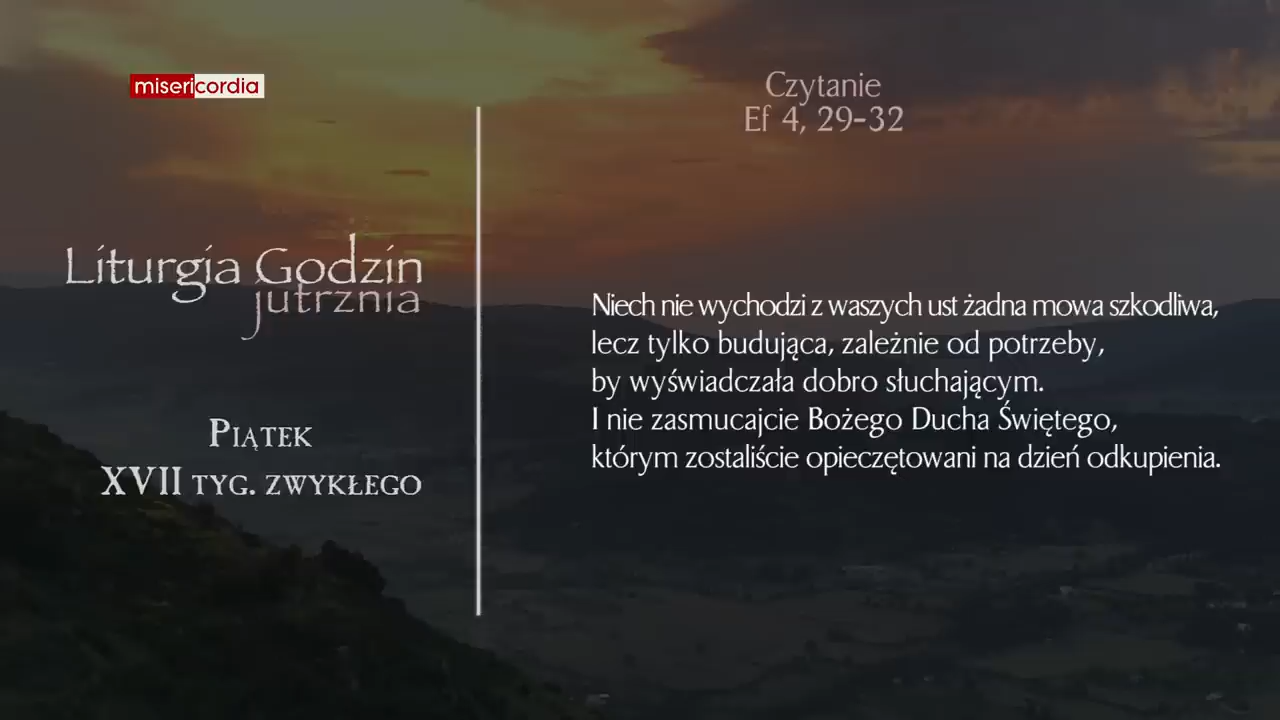 misericordia
Liturgia Godzin
jutrznia
Piątek
XVII tyg. zwykłego
Czytanie
Ef 4, 29-32
Niech nie wychodzi z waszych ust żadna mowa szkodliwa,
lecz tylko budująca, zależnie od potrzeby,
by wyświadczała dobro słuchającym.
I nie zasmucajcie Bożego Ducha Świętego,
którym zostaliście opieczętowani na dzień odkupienia.